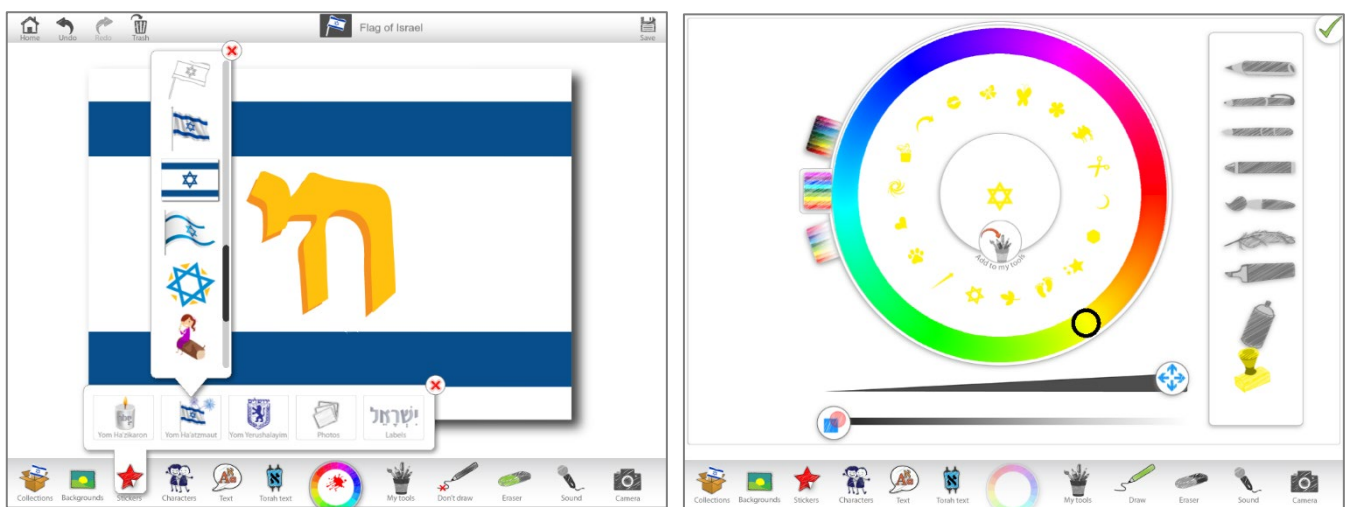 Home Undo Redo Trash Flag of Israel Save
חי
יִשְׂרָאֵל
Yom Ha'zikaron Yom Ha'etzmaut Yom Yerushalayim Photos Labels
Collections Backgrounds Stickers Characters Text Torah text My tools Don't draw Eraser Sound Camera
Add to my tools
Collections Backgrounds Stickers Characters Text Torah text My tools Draw Eraser Sound Camera